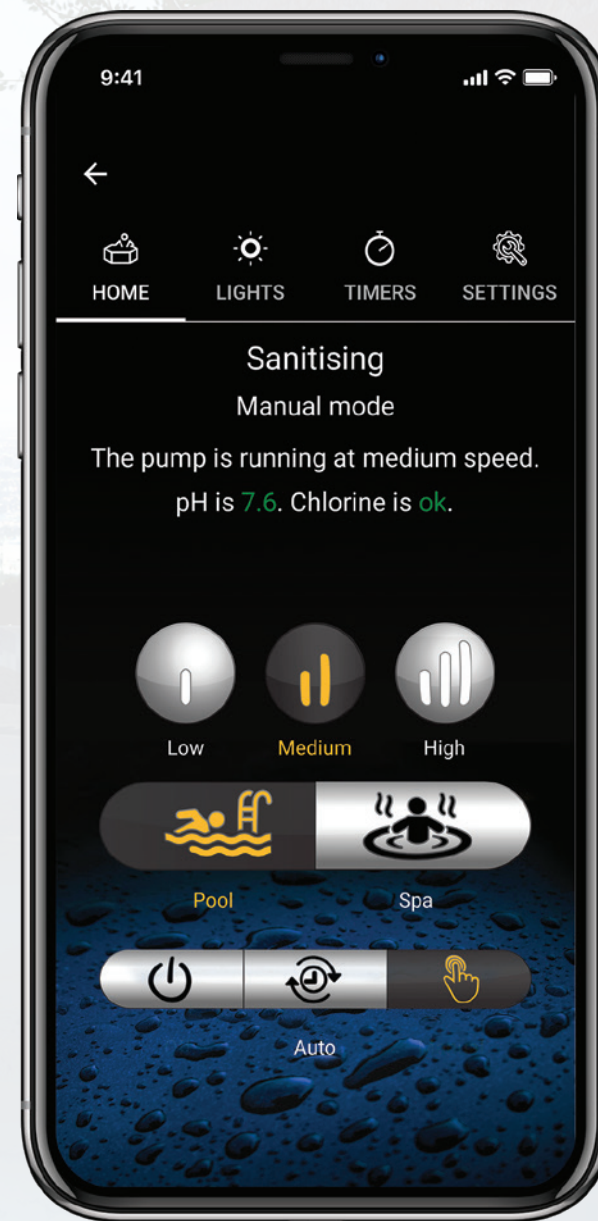 9:41
HOME LIGHTS TIMERS SETTINGS
Sanitising
Manual mode
The pump is running at medium speed.
pH is 7.6. Chlorine is ok.
Low Medium High
Pool Spa
Auto